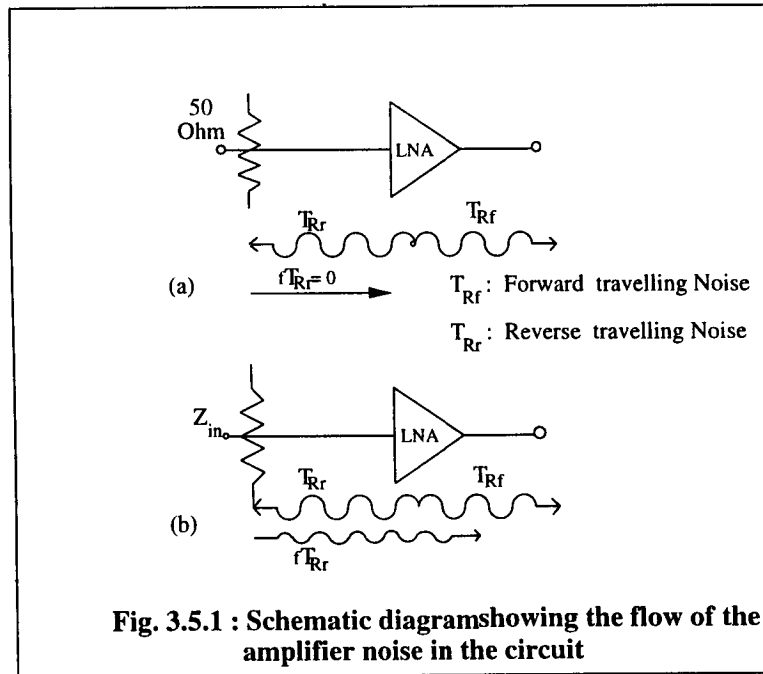 50
Ohm
LNA
T_Rr T_Rf
(a) fT_Rr = 0
T_Rf : Forward travelling Noise
T_Rr : Reverse travelling Noise
Z_in
LNA
T_Rr T_Rf
(b)
fT_Rr
Fig. 3.5.1 : Schematic diagramshowing the flow of the
amplifier noise in the circuit